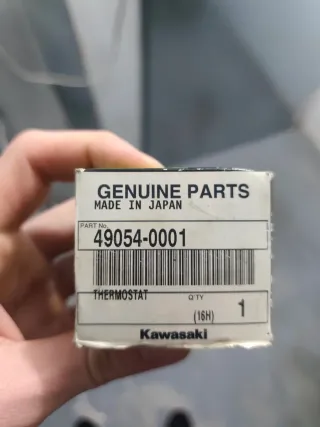 GENUINE PARTS
MADE IN JAPAN
PART No.
49054-0001
THERMOSTAT Q'TY
(16H) 1
Kawasaki